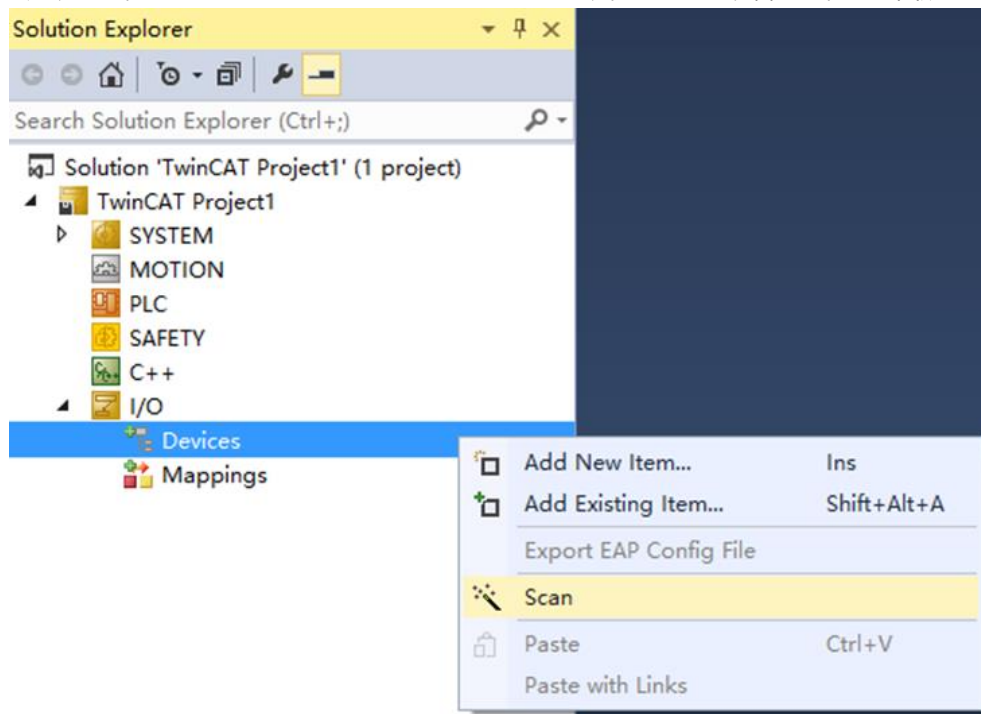 Solution Explorer
Search Solution Explorer (Ctrl+;)
Solution 'TwinCAT Project1' (1 project)
TwinCAT Project1
SYSTEM
MOTION
PLC
SAFETY
C++
I/O
Devices
Mappings
Add New Item... Ins
Add Existing Item... Shift+Alt+A
Export EAP Config File
Scan
Paste Ctrl+V
Paste with Links